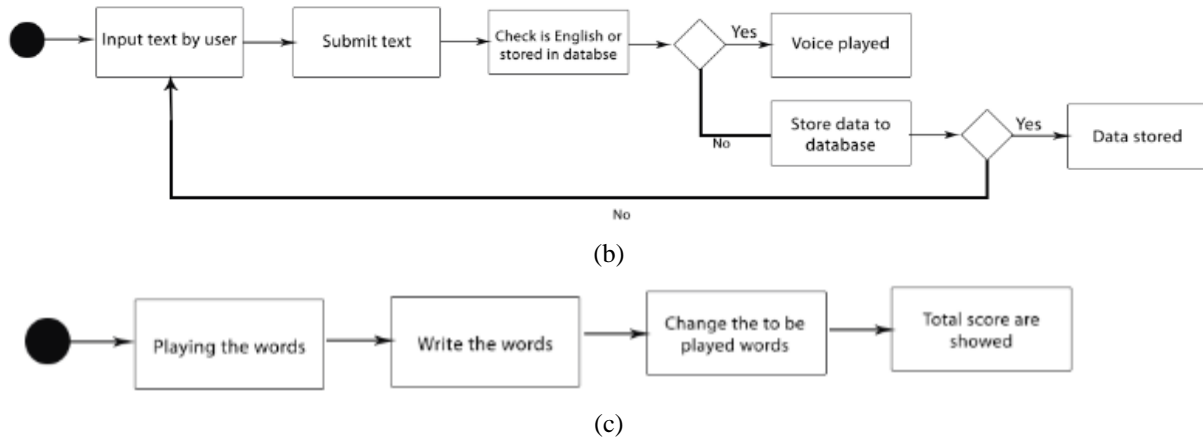 Input text by user
Submit text
Check is English or
stored in databse
Yes
Voice played
No
Store data to
database
Yes
Data stored
No
(b)
Playing the words
Write the words
Change the to be
played words
Total score are
showed
(c)